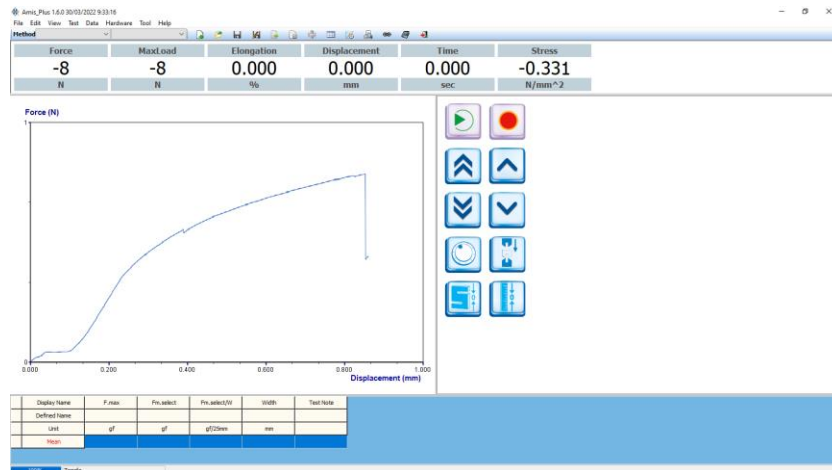 Amis_Plus 1.6.0 30/03/2022 9:33:16
File Edit View Test Data Hardware Tool Help
Method
Force MaxLoad Elongation Displacement Time Stress
-8 -8 0.000 0.000 0.000 -0.331
N N % mm sec N/mm^2
Force (N)
1
0
0.000 0.200 0.400 0.600 0.800 1.000
Displacement (mm)
Display Name F.max Fm.select Fm.select/W Width Test Note
Defined Name
Unit gf gf gf/25mm mm
Mean